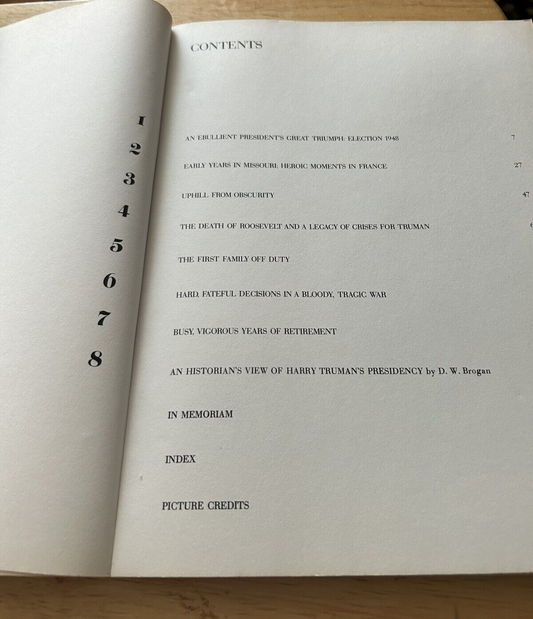 CONTENTS
1 AN EBULLIENT PRESIDENT'S GREAT TRIUMPH: ELECTION 1948 7
2 EARLY YEARS IN MISSOURI: HEROIC MOMENTS IN FRANCE 27
3 UPHILL FROM OBSCURITY 47
4 THE DEATH OF ROOSEVELT AND A LEGACY OF CRISES FOR TRUMAN
5 THE FIRST FAMILY OFF DUTY
6 HARD, FATEFUL DECISIONS IN A BLOODY, TRAGIC WAR
7 BUSY, VIGOROUS YEARS OF RETIREMENT
8 AN HISTORIAN'S VIEW OF HARRY TRUMAN'S PRESIDENCY by D. W. Brogan
IN MEMORIAM
INDEX
PICTURE CREDITS